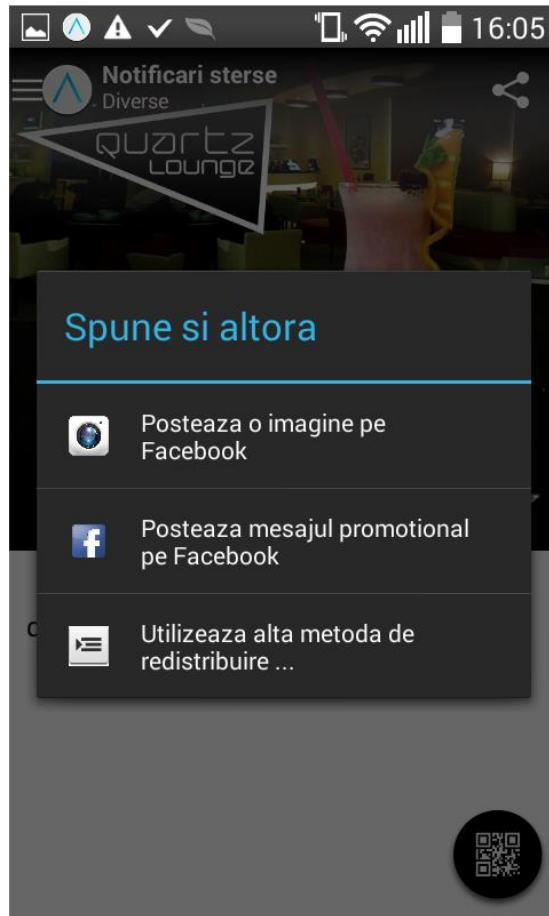 16:05
Notificari sterse
Diverse
Quartz
Lounge
Spune si altora
Posteaza o imagine pe
Facebook
Posteaza mesajul promotional
pe Facebook
Utilizeaza alta metoda de
redistribuire ...